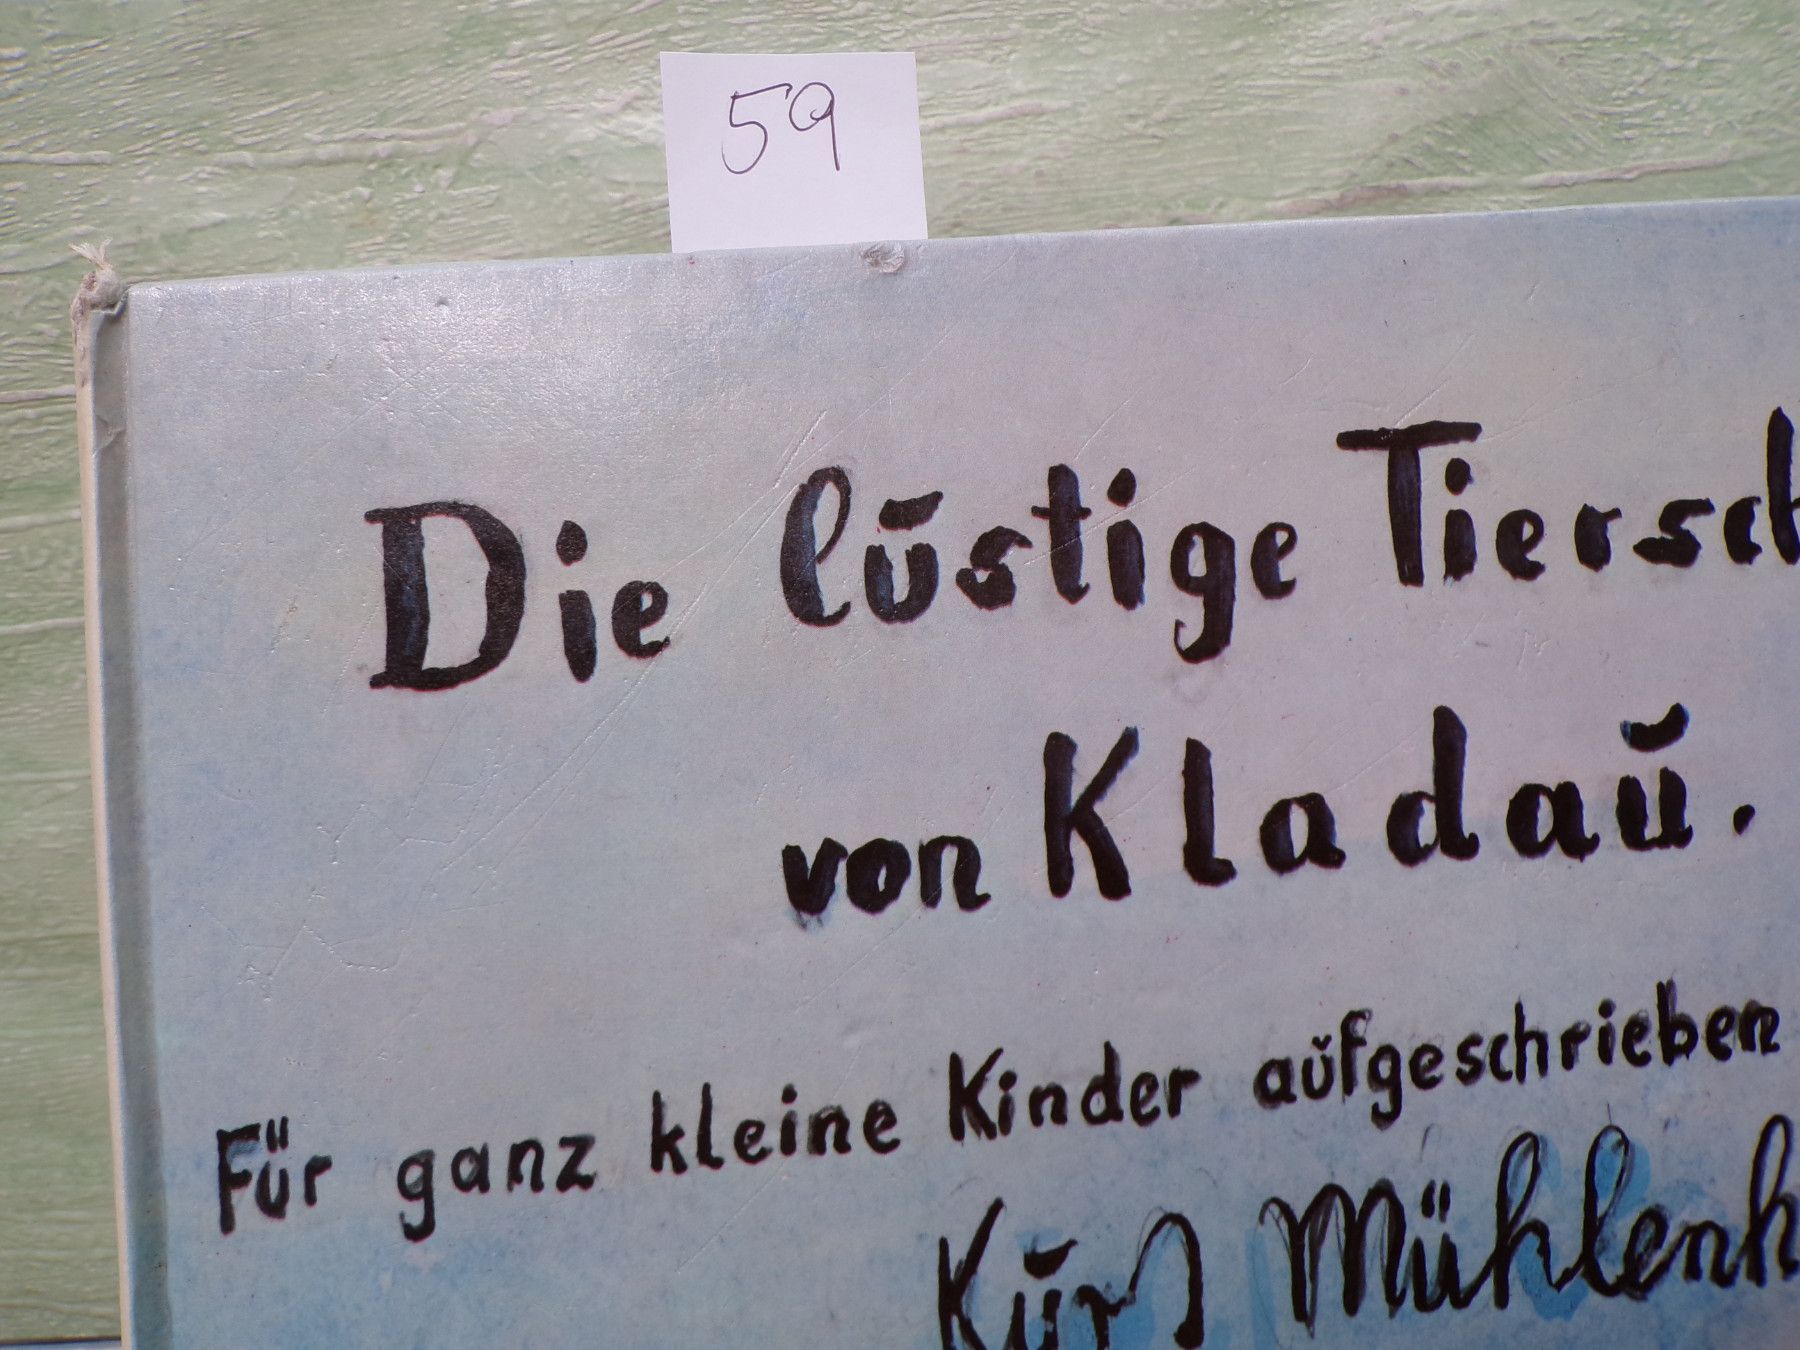 59
Die lustige Tiersch
von Kladau.
Für ganz kleine Kinder aufgeschrieben
Kurt Mühlenh